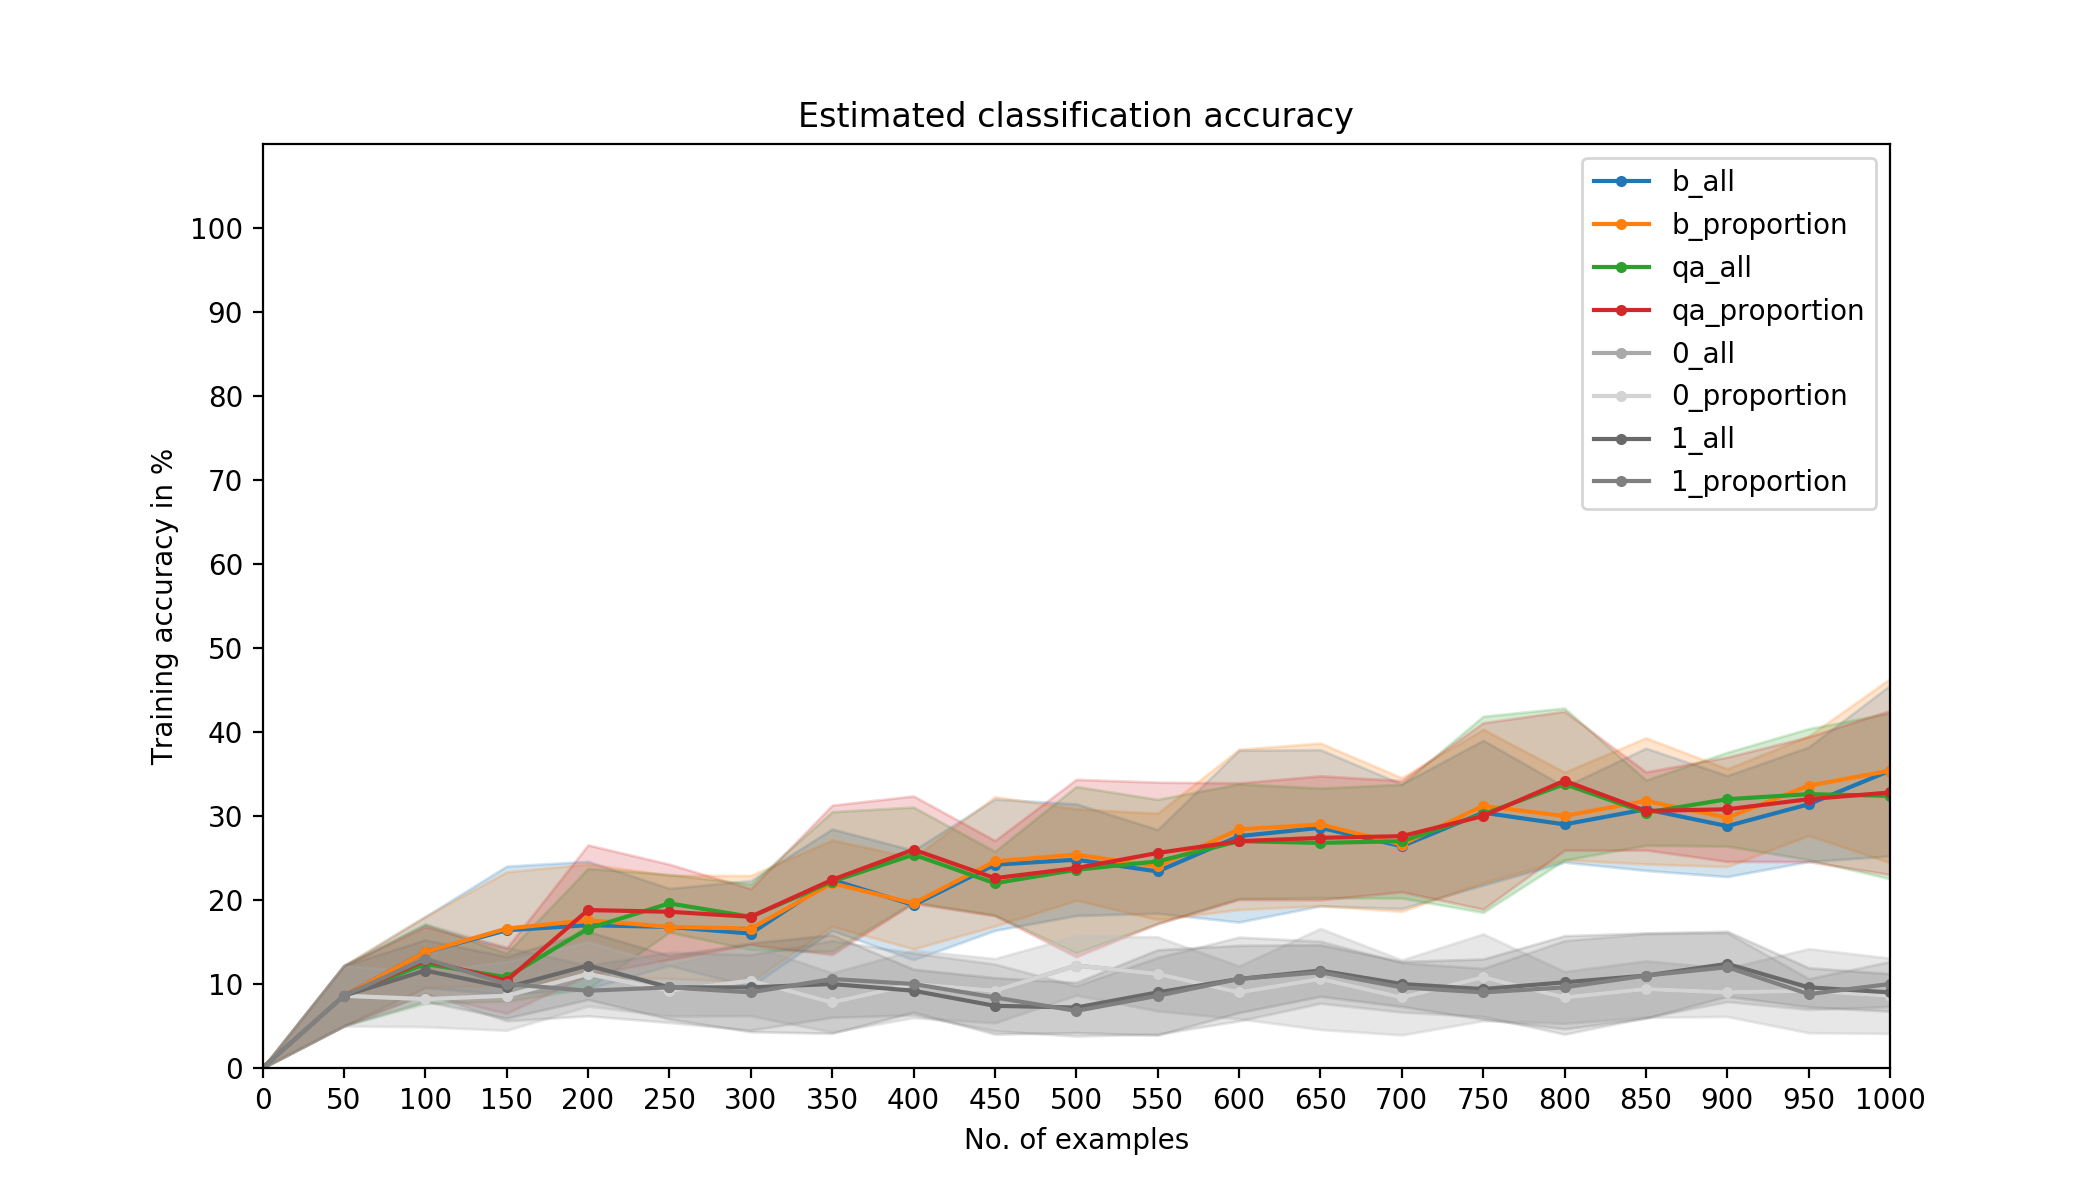 Estimated classification accuracy
b_all
b_proportion
qa_all
qa_proportion
0_all
0_proportion
1_all
1_proportion
Training accuracy in %
100
90
80
70
60
50
40
30
20
10
0
0 50 100 150 200 250 300 350 400 450 500 550 600 650 700 750 800 850 900 950 1000
No. of examples